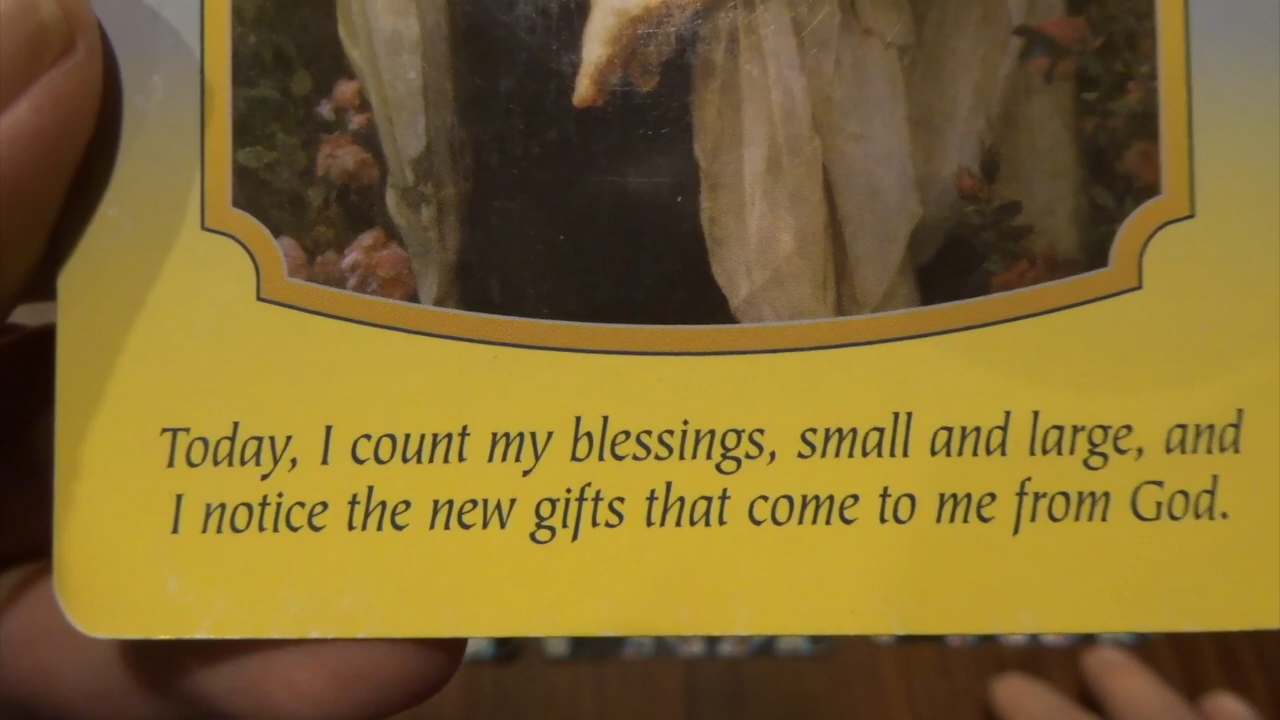 Today, I count my blessings, small and large, and
I notice the new gifts that come to me from God.